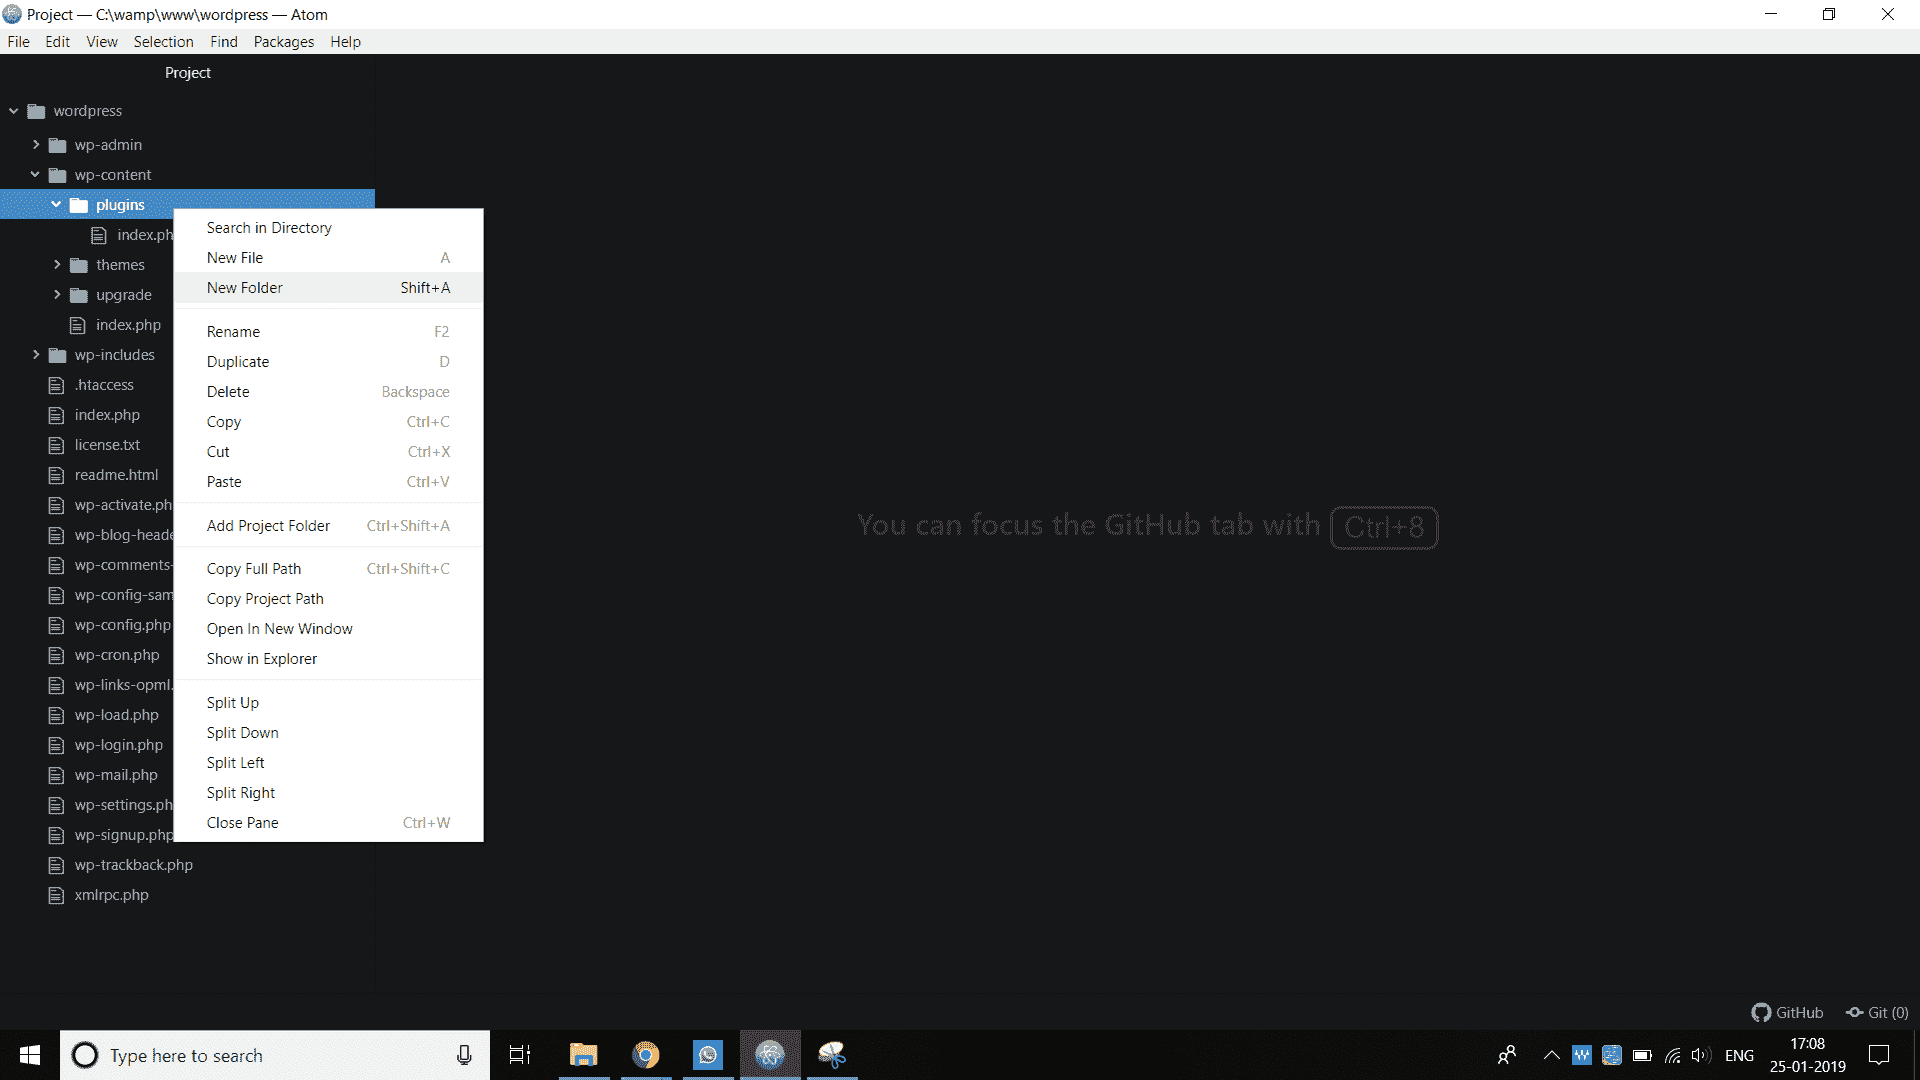 Project — C:\wamp\www\wordpress — Atom
File Edit View Selection Find Packages Help
Project
wordpress
wp-admin
wp-content
plugins
index.ph
themes
upgrade
index.php
wp-includes
.htaccess
index.php
license.txt
readme.html
wp-activate.ph
wp-blog-heade
wp-comments-
wp-config-sam
wp-config.php
wp-cron.php
wp-links-opml.
wp-load.php
wp-login.php
wp-mail.php
wp-settings.ph
wp-signup.php
wp-trackback.php
xmlrpc.php
Search in Directory
New File A
New Folder Shift+A
Rename F2
Duplicate D
Delete Backspace
Copy Ctrl+C
Cut Ctrl+X
Paste Ctrl+V
Add Project Folder Ctrl+Shift+A
Copy Full Path Ctrl+Shift+C
Copy Project Path
Open In New Window
Show in Explorer
Split Up
Split Down
Split Left
Split Right
Close Pane Ctrl+W
You can focus the GitHub tab with Ctrl+8
GitHub Git (0)
Type here to search
ENG
17:08
25-01-2019